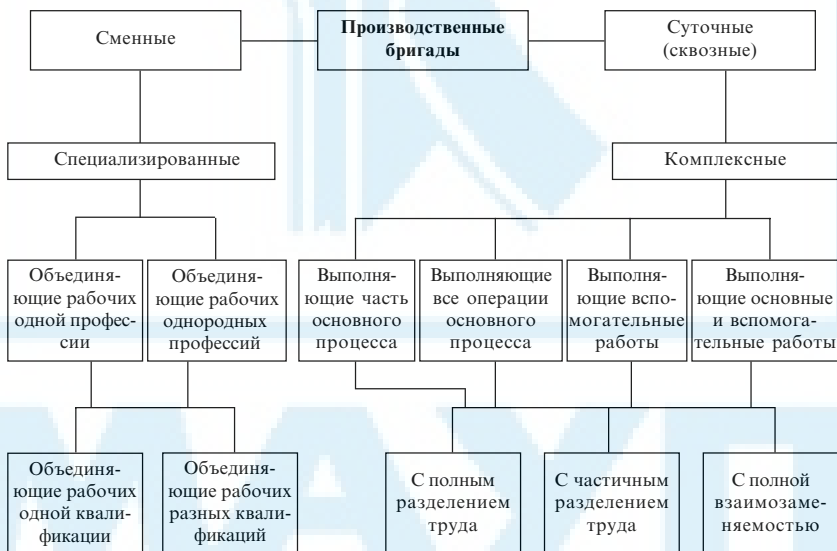 Сменные
Производственные
бригады
Суточные
(сквозные)
Специализированные
Комплексные
Объединя-
ющие рабочих
одной профес-
сии
Объединя-
ющие рабочих
однородных
профессий
Выполня-
ющие часть
основного
процесса
Выполняющие
все операции
основного
процесса
Выполня-
ющие вспо-
могательные
работы
Выполня-
ющие основные
и вспомога-
тельные работы
Объединя-
ющие рабочих
одной квали-
фикации
Объединя-
ющие рабочих
разных квали-
фикаций
С полным
разделением
труда
С частичным
разделением
труда
С полной
взаимозаме-
няемостью
МАУП